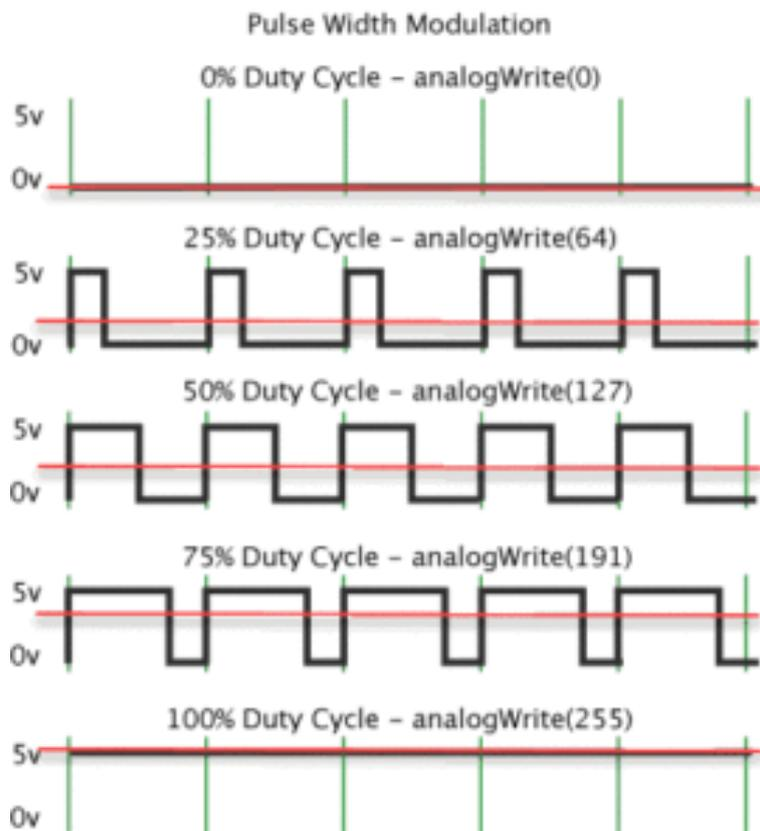 Pulse Width Modulation
0% Duty Cycle – analogWrite(0)
5v
0v
25% Duty Cycle – analogWrite(64)
5v
0v
50% Duty Cycle – analogWrite(127)
5v
0v
75% Duty Cycle – analogWrite(191)
5v
0v
100% Duty Cycle – analogWrite(255)
5v
0v